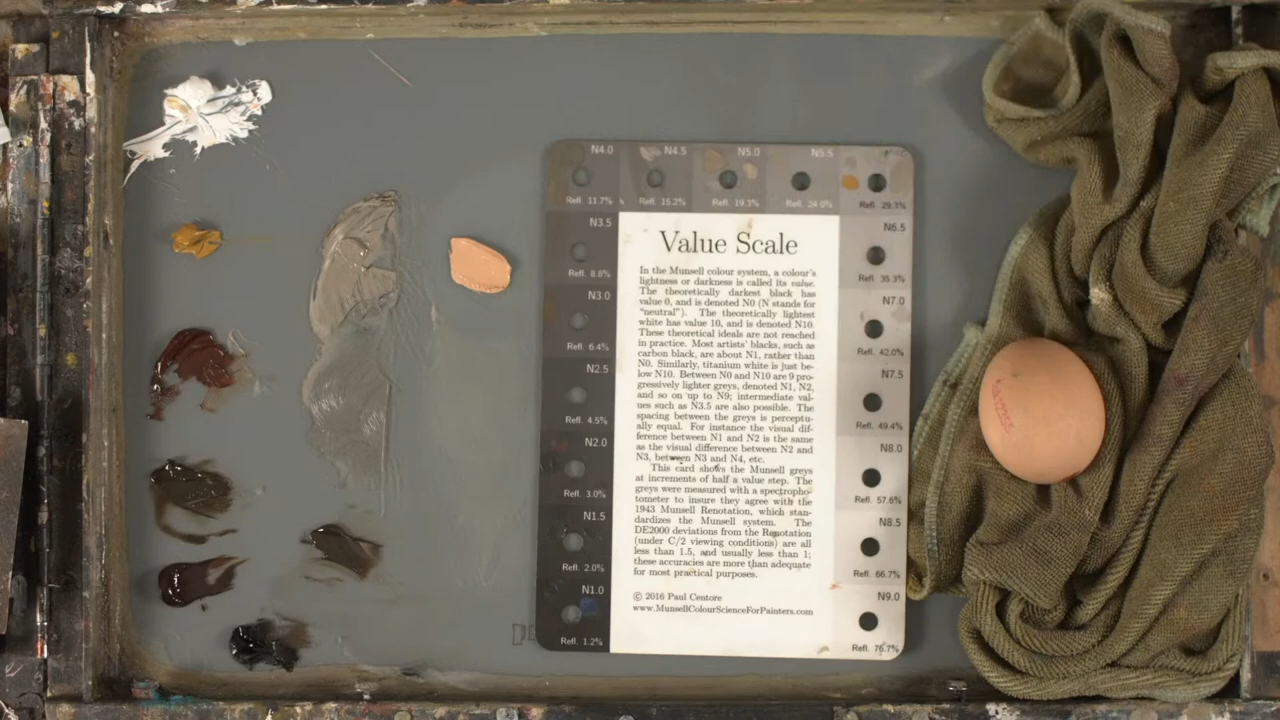 N4.0 N4.5 N5.0 N5.5
Refl. 11.7% Refl. 15.2% Refl. 19.3% Refl. 24.0% Refl. 29.3%
N3.5
Refl. 8.8%
N3.0
Refl. 6.4%
N2.5
Refl. 4.5%
N2.0
Refl. 3.0%
N1.5
Refl. 2.0%
N1.0
Refl. 1.2%
Value Scale
In the Munsell colour system, a colour's
lightness or darkness is called its value.
The theoretically darkest black has
value 0, and is denoted N0 (N stands for
"neutral"). The theoretically lightest
white has value 10, and is denoted N10.
These theoretical ideals are not reached
in practice. Most artists' blacks, such as
carbon black, are about N1, rather than
N0. Similarly, titanium white is just be-
low N10. Between N0 and N10 are 9 pro-
gressively lighter greys, denoted N1, N2,
and so on up to N9; intermediate val-
ues such as N3.5 are also possible. The
spacing between the greys is perceptu-
ally equal. For instance the visual dif-
ference between N1 and N2 is the same
as the visual difference between N2 and
N3, between N3 and N4, etc.
This card shows the Munsell greys
at increments of half a value step. The
greys were measured with a spectropho-
tometer to insure they agree with the
1943 Munsell Renotation, which stan-
dardizes the Munsell system. The
DE2000 deviations from the Renotation
(under C/2 viewing conditions) are all
less than 1.5, and usually less than 1;
these accuracies are more than adequate
for most practical purposes.
© 2016 Paul Centore
www.MunsellColourScienceForPainters.com
N6.5
Refl. 35.3%
N7.0
Refl. 42.0%
N7.5
Refl. 49.4%
N8.0
Refl. 57.6%
N8.5
Refl. 66.7%
N9.0
Refl. 76.7%